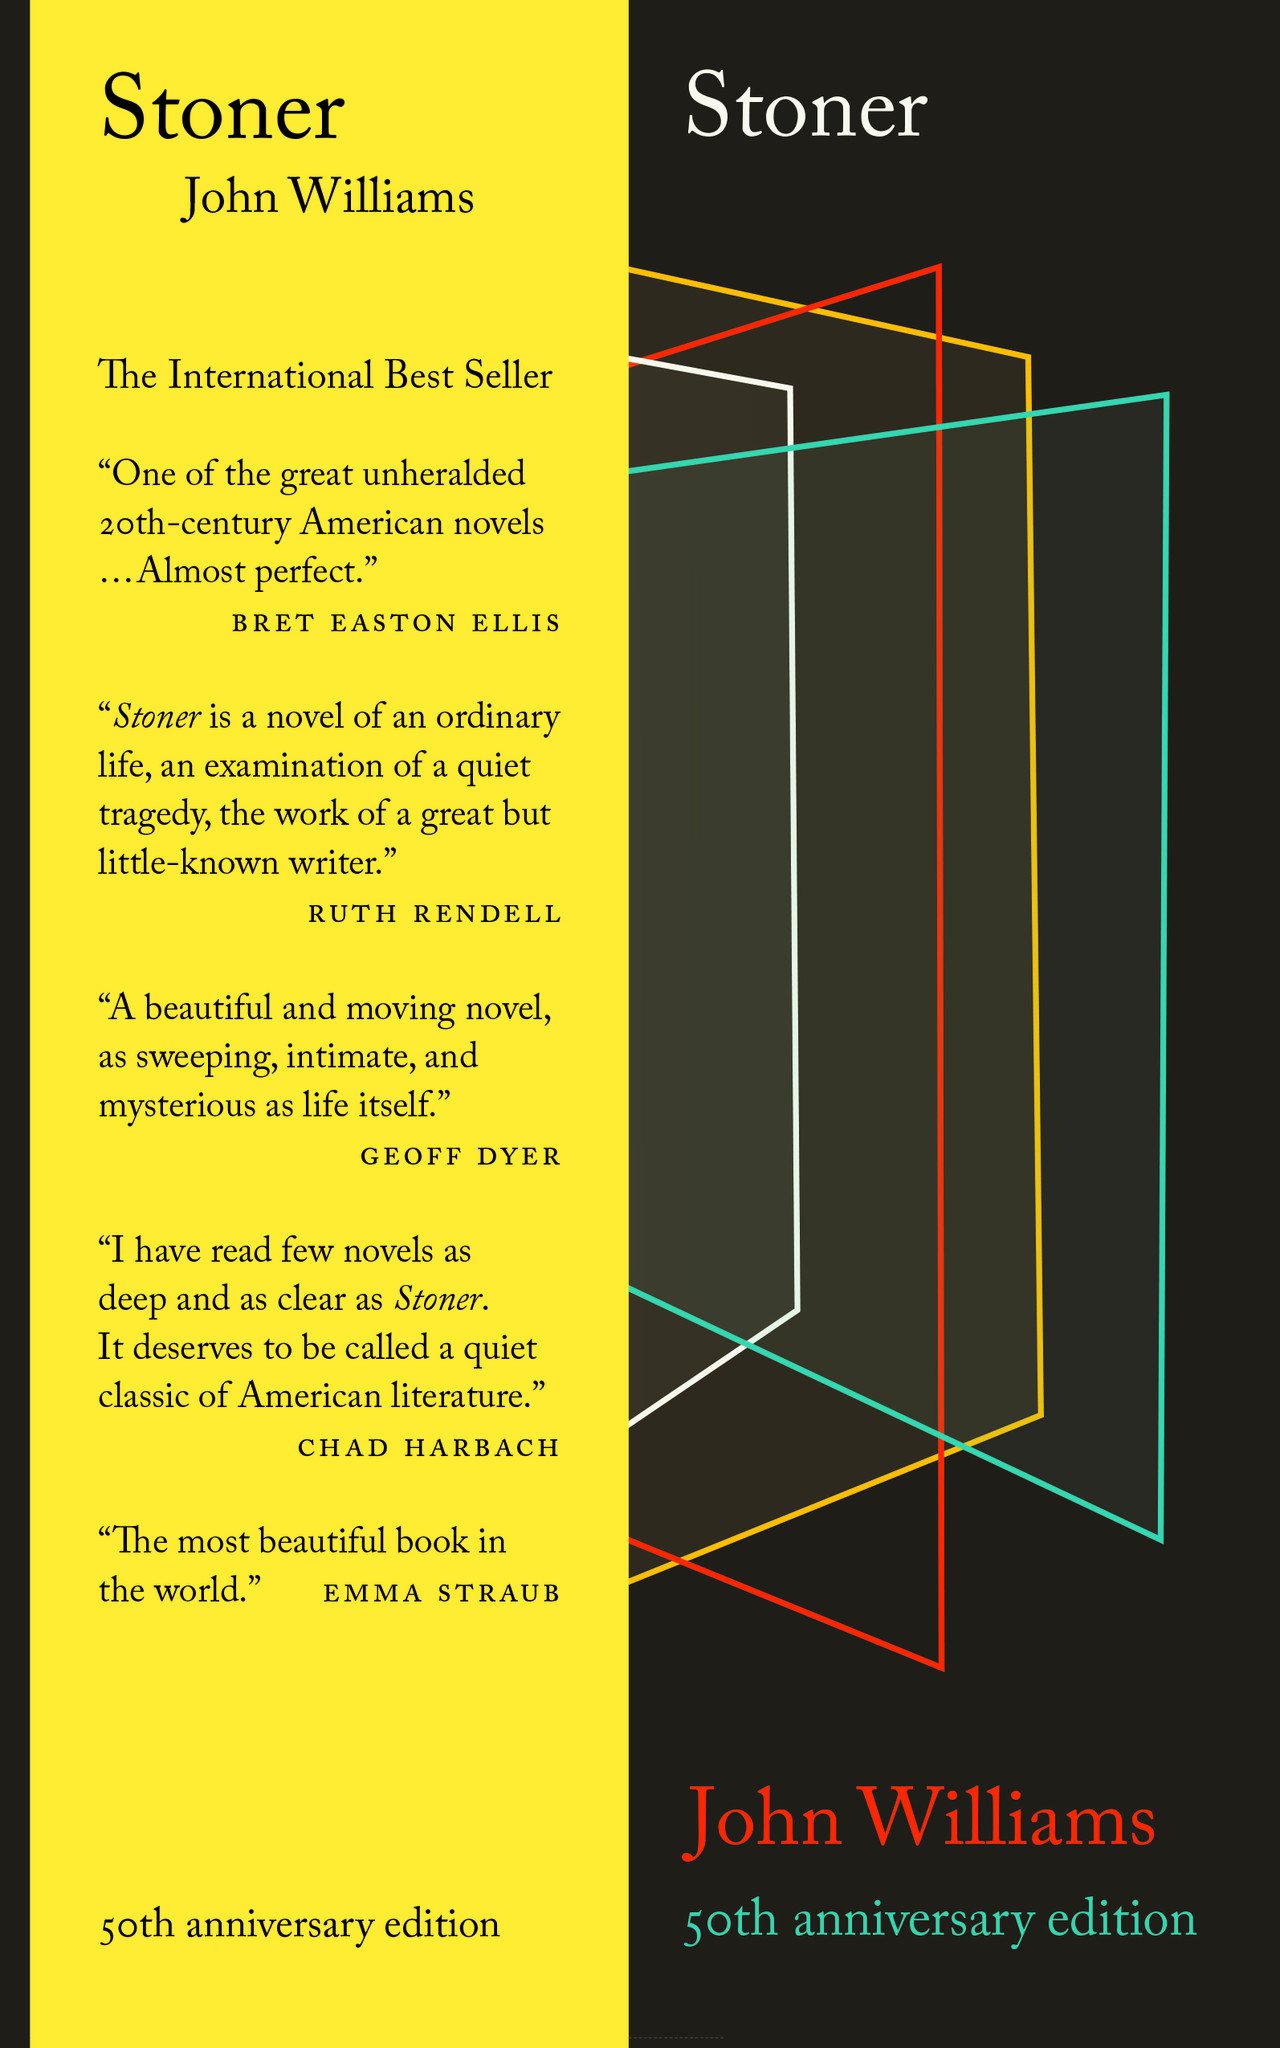 Stoner
John Williams
The International Best Seller
“One of the great unheralded
20th-century American novels
…Almost perfect.”
BRET EASTON ELLIS
“Stoner is a novel of an ordinary
life, an examination of a quiet
tragedy, the work of a great but
little-known writer.”
RUTH RENDELL
“A beautiful and moving novel,
as sweeping, intimate, and
mysterious as life itself.”
GEOFF DYER
“I have read few novels as
deep and as clear as Stoner.
It deserves to be called a quiet
classic of American literature.”
CHAD HARBACH
“The most beautiful book in
the world.” EMMA STRAUB
50th anniversary edition
Stoner
John Williams
50th anniversary edition